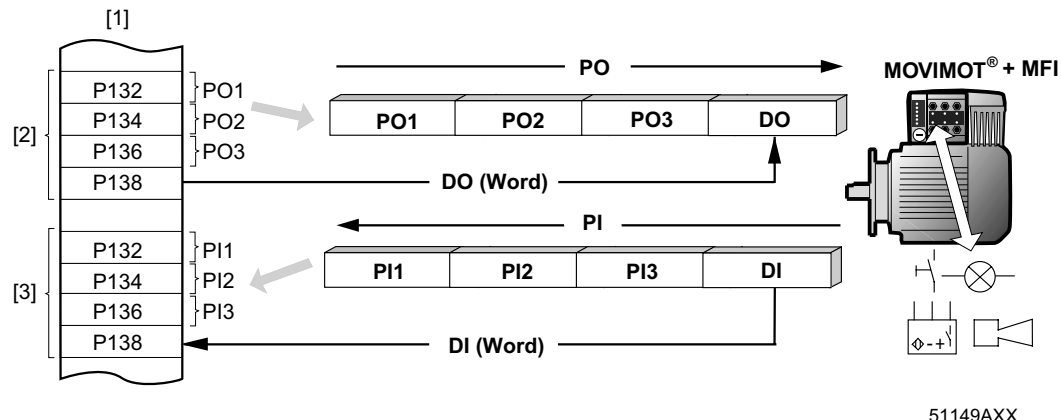 [1]
PO
MOVIMOT® + MFI
P132 PO1
P134 PO2
P136 PO3
P138
[2]
PO1 PO2 PO3 DO
DO (Word)
PI
P132 PI1
P134 PI2
P136 PI3
P138
[3]
PI1 PI2 PI3 DI
DI (Word)
51149AXX